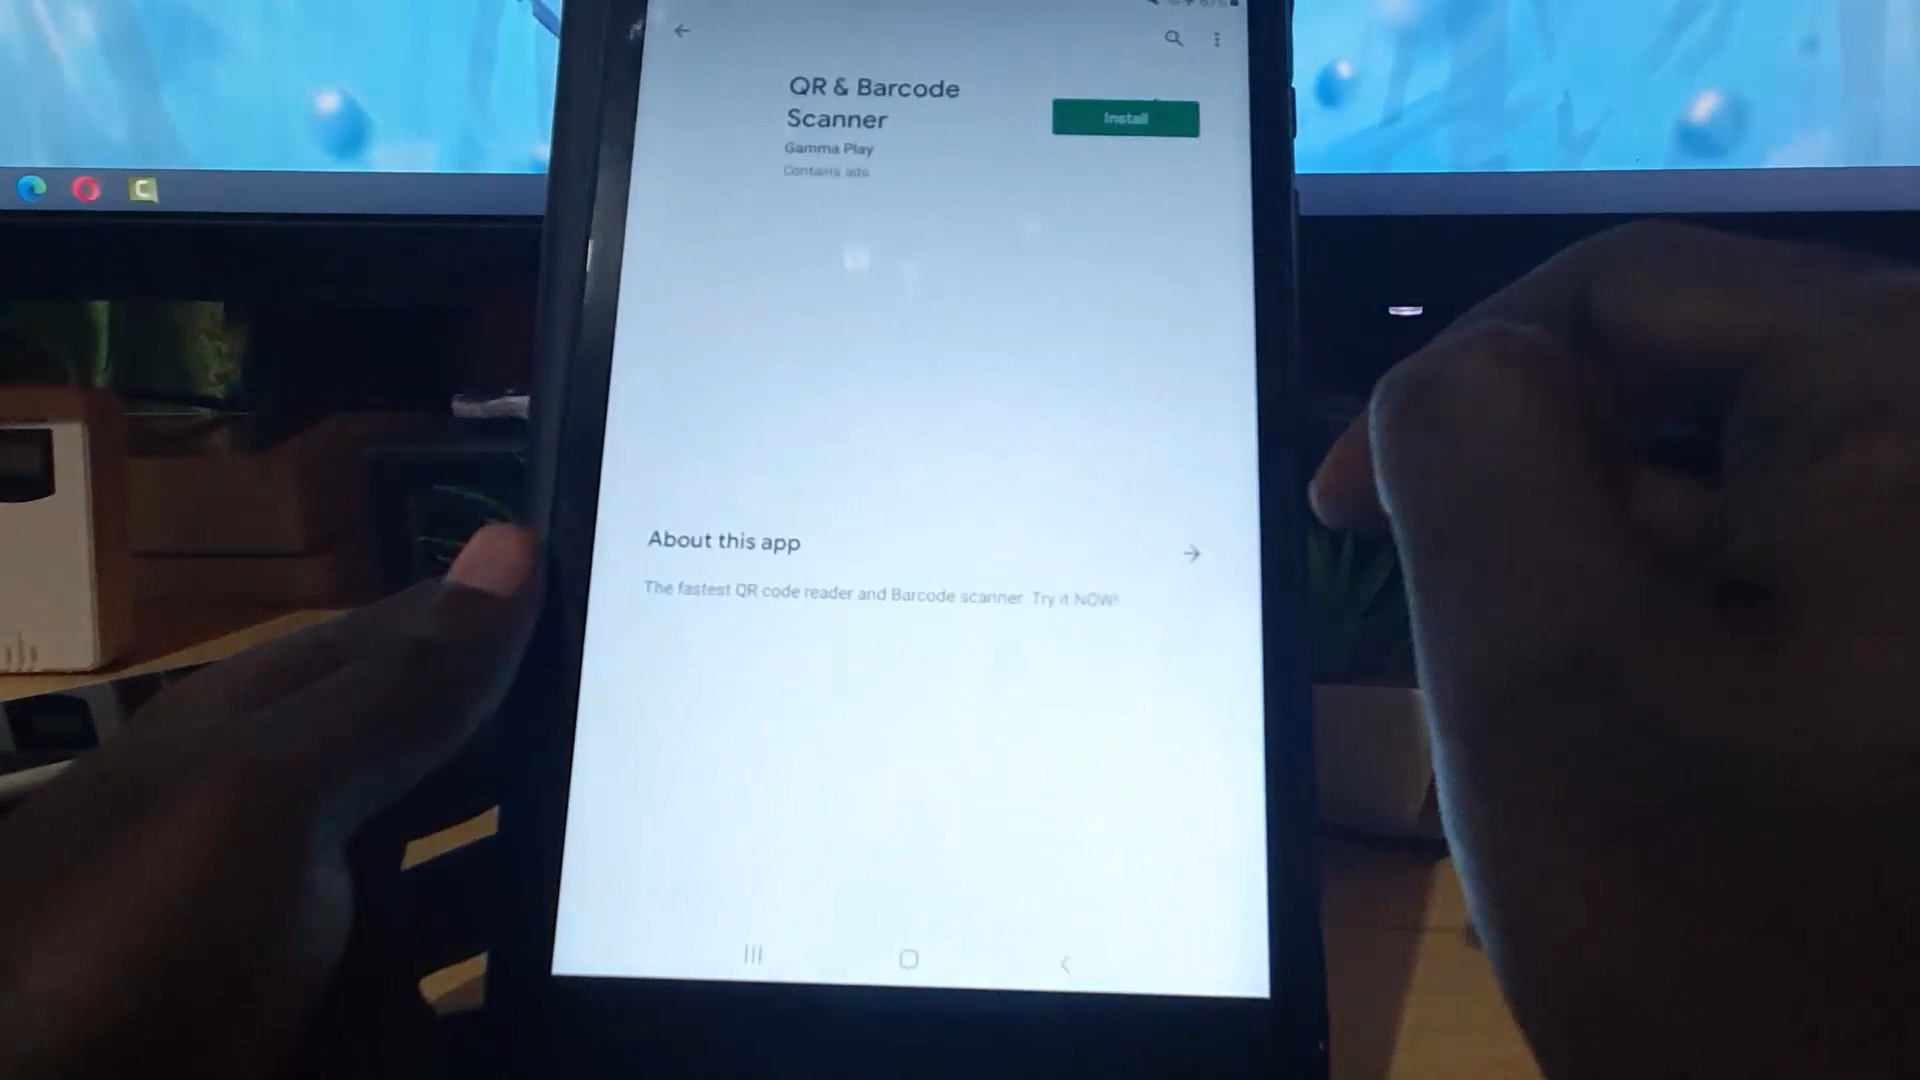 QR & Barcode
Scanner
Install
Gamma Play
Contains ads
About this app
The fastest QR code reader and Barcode scanner. Try it NOW!